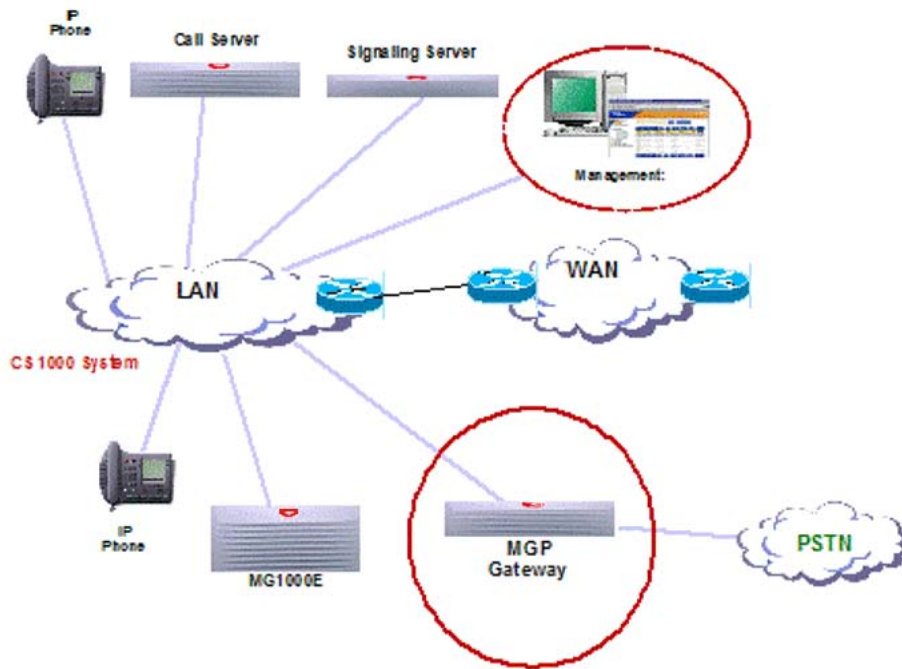 IP
Phone
Call Server
Signaling Server
Management:
LAN
WAN
CS 1000 System
IP
Phone
MG1000E
MGP
Gateway
PSTN